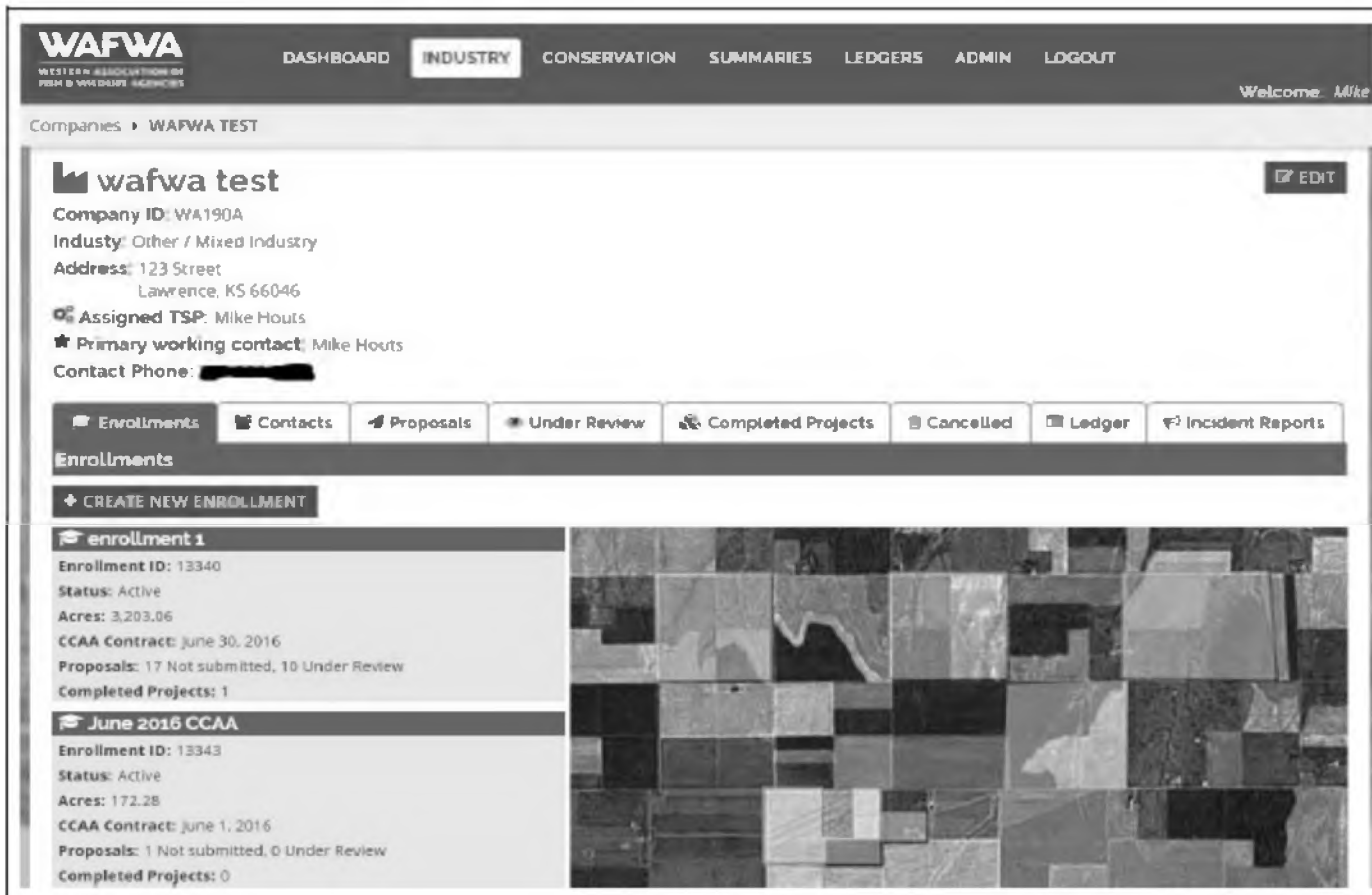 WAFWA
WESTERN ASSOCIATION OF
FISH & WILDLIFE AGENCIES
DASHBOARD INDUSTRY CONSERVATION SUMMARIES LEDGERS ADMIN LOGOUT
Welcome: Mike
Companies WAFWA TEST
wafwa test
EDIT
Company ID: WA190A
Industy: Other / Mixed Industry
Address: 123 Street
Lawrence, KS 66046
Assigned TSP: Mike Houts
Primary working contact: Mike Houts
Contact Phone:
Enrollments Contacts Proposals Under Review Completed Projects Cancelled Ledger Incident Reports
Enrollments
+ CREATE NEW ENROLLMENT
enrollment 1
Enrollment ID: 13340
Status: Active
Acres: 3,203.06
CCAA Contract: June 30, 2016
Proposals: 17 Not submitted, 10 Under Review
Completed Projects: 1
June 2016 CCAA
Enrollment ID: 13343
Status: Active
Acres: 172.28
CCAA Contract: June 1, 2016
Proposals: 1 Not submitted, 0 Under Review
Completed Projects: 0